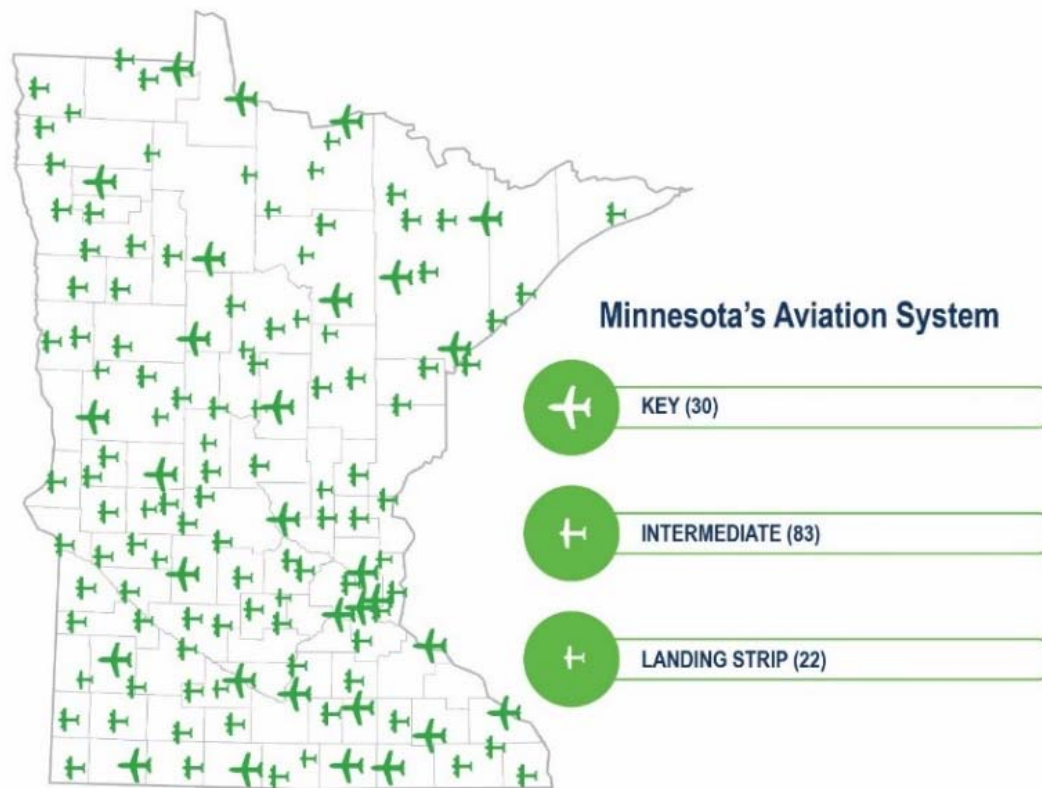 Minnesota's Aviation System
KEY (30)
INTERMEDIATE (83)
LANDING STRIP (22)